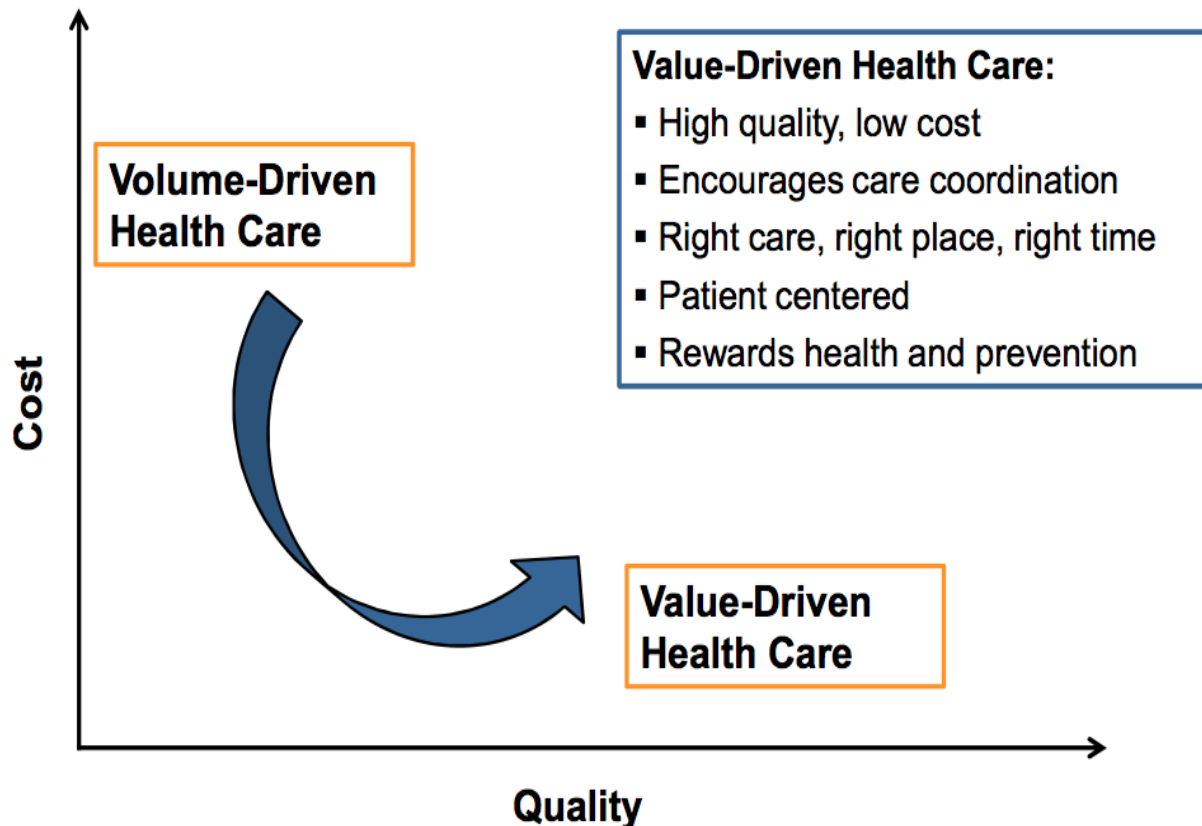 Value-Driven Health Care:
▪ High quality, low cost
▪ Encourages care coordination
▪ Right care, right place, right time
▪ Patient centered
▪ Rewards health and prevention
Volume-Driven
Health Care
Cost
Value-Driven
Health Care
Quality